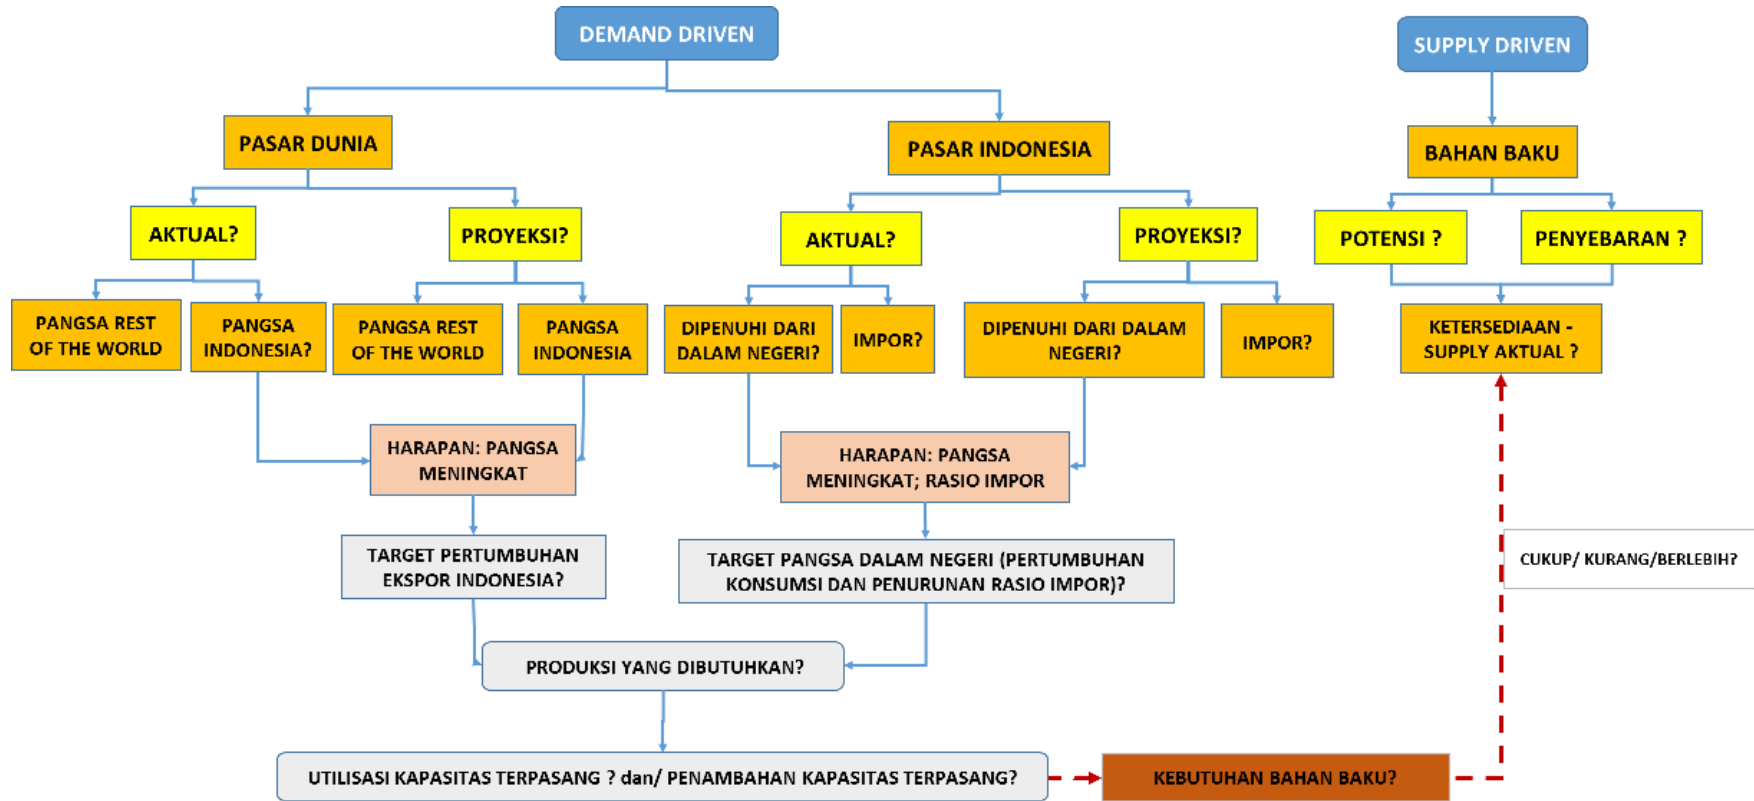 DEMAND DRIVEN
SUPPLY DRIVEN
PASAR DUNIA
PASAR INDONESIA
BAHAN BAKU
AKTUAL?
PROYEKSI?
AKTUAL?
PROYEKSI?
POTENSI ?
PENYEBARAN ?
PANGSA REST
OF THE WORLD
PANGSA
INDONESIA?
PANGSA REST
OF THE WORLD
PANGSA
INDONESIA
DIPENUHI DARI
DALAM NEGERI?
IMPOR?
DIPENUHI DARI DALAM
NEGERI?
IMPOR?
KETERSEDIAAN -
SUPPLY AKTUAL ?
HARAPAN: PANGSA
MENINGKAT
HARAPAN: PANGSA
MENINGKAT; RASIO IMPOR
TARGET PERTUMBUHAN
EKSPOR INDONESIA?
TARGET PANGSA DALAM NEGERI (PERTUMBUHAN
KONSUMSI DAN PENURUNAN RASIO IMPOR)?
CUKUP/ KURANG/BERLEBIH?
PRODUKSI YANG DIBUTUHKAN?
UTILISASI KAPASITAS TERPASANG ? dan/ PENAMBAHAN KAPASITAS TERPASANG?
KEBUTUHAN BAHAN BAKU?